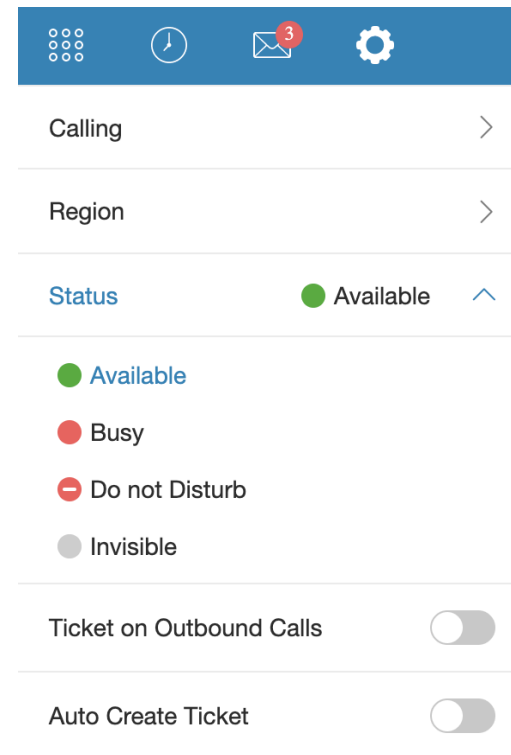 3
Calling
Region
Status Available
Available
Busy
Do not Disturb
Invisible
Ticket on Outbound Calls
Auto Create Ticket